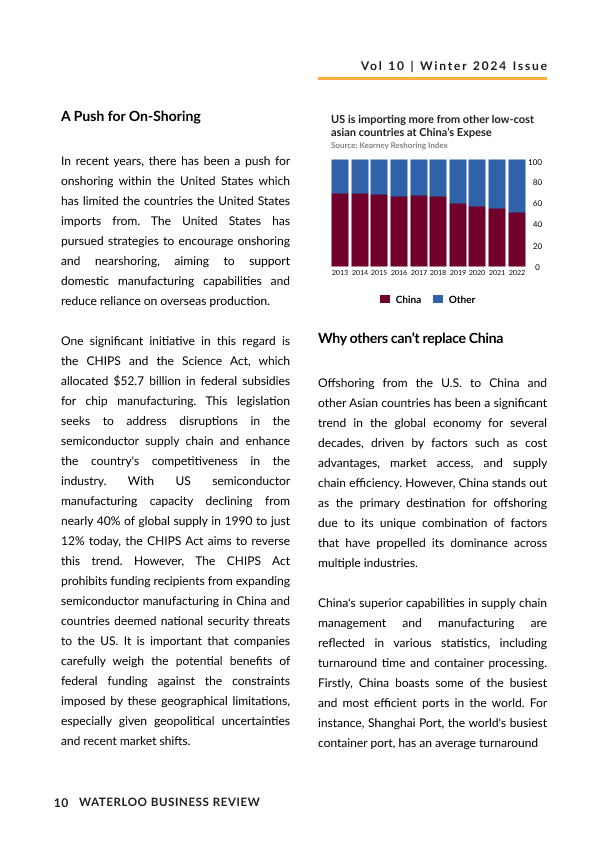 Vol 10 | Winter 2024 Issue
A Push for On-Shoring
In recent years, there has been a push for
onshoring within the United States which
has limited the countries the United States
imports from. The United States has
pursued strategies to encourage onshoring
and nearshoring, aiming to support
domestic manufacturing capabilities and
reduce reliance on overseas production.
One significant initiative in this regard is
the CHIPS and the Science Act, which
allocated $52.7 billion in federal subsidies
for chip manufacturing. This legislation
seeks to address disruptions in the
semiconductor supply chain and enhance
the country's competitiveness in the
industry. With US semiconductor
manufacturing capacity declining from
nearly 40% of global supply in 1990 to just
12% today, the CHIPS Act aims to reverse
this trend. However, The CHIPS Act
prohibits funding recipients from expanding
semiconductor manufacturing in China and
countries deemed national security threats
to the US. It is important that companies
carefully weigh the potential benefits of
federal funding against the constraints
imposed by these geographical limitations,
especially given geopolitical uncertainties
and recent market shifts.
US is importing more from other low-cost
asian countries at China's Expese
Source: Kearney Reshoring Index
100
80
60
40
20
0
2013 2014 2015 2016 2017 2018 2019 2020 2021 2022
China Other
Why others can't replace China
Offshoring from the U.S. to China and
other Asian countries has been a significant
trend in the global economy for several
decades, driven by factors such as cost
advantages, market access, and supply
chain efficiency. However, China stands out
as the primary destination for offshoring
due to its unique combination of factors
that have propelled its dominance across
multiple industries.
China's superior capabilities in supply chain
management and manufacturing are
reflected in various statistics, including
turnaround time and container processing.
Firstly, China boasts some of the busiest
and most efficient ports in the world. For
instance, Shanghai Port, the world's busiest
container port, has an average turnaround
10 WATERLOO BUSINESS REVIEW